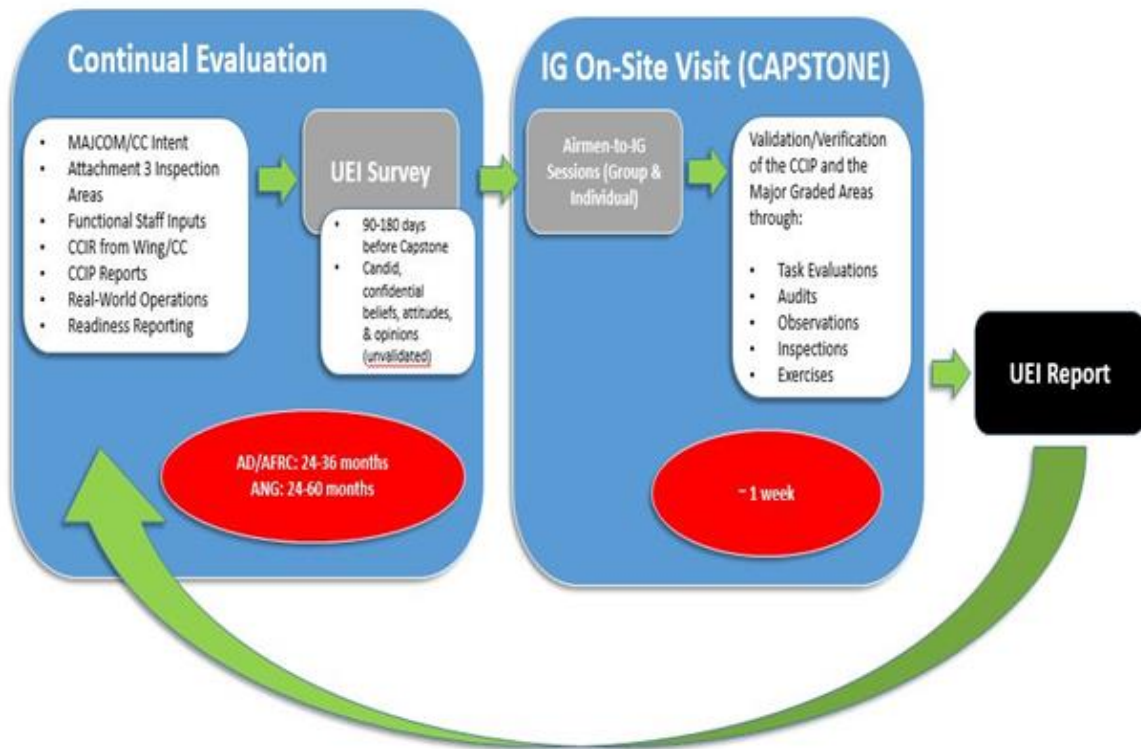 Continual Evaluation
• MAJCOM/CC Intent
• Attachment 3 Inspection
Areas
• Functional Staff Inputs
• CCIR from Wing/CC
• CCIP Reports
• Real-World Operations
• Readiness Reporting
UEI Survey
• 90-180 days
before Capstone
• Candid,
confidential
beliefs, attitudes,
& opinions
(unvalidated)
AD/AFRC: 24-36 months
ANG: 24-60 months
IG On-Site Visit (CAPSTONE)
Airmen-to-IG
Sessions (Group &
Individual)
Validation/Verification
of the CCIP and the
Major Graded Areas
through:
• Task Evaluations
• Audits
• Observations
• Inspections
• Exercises
~ 1 week
UEI Report